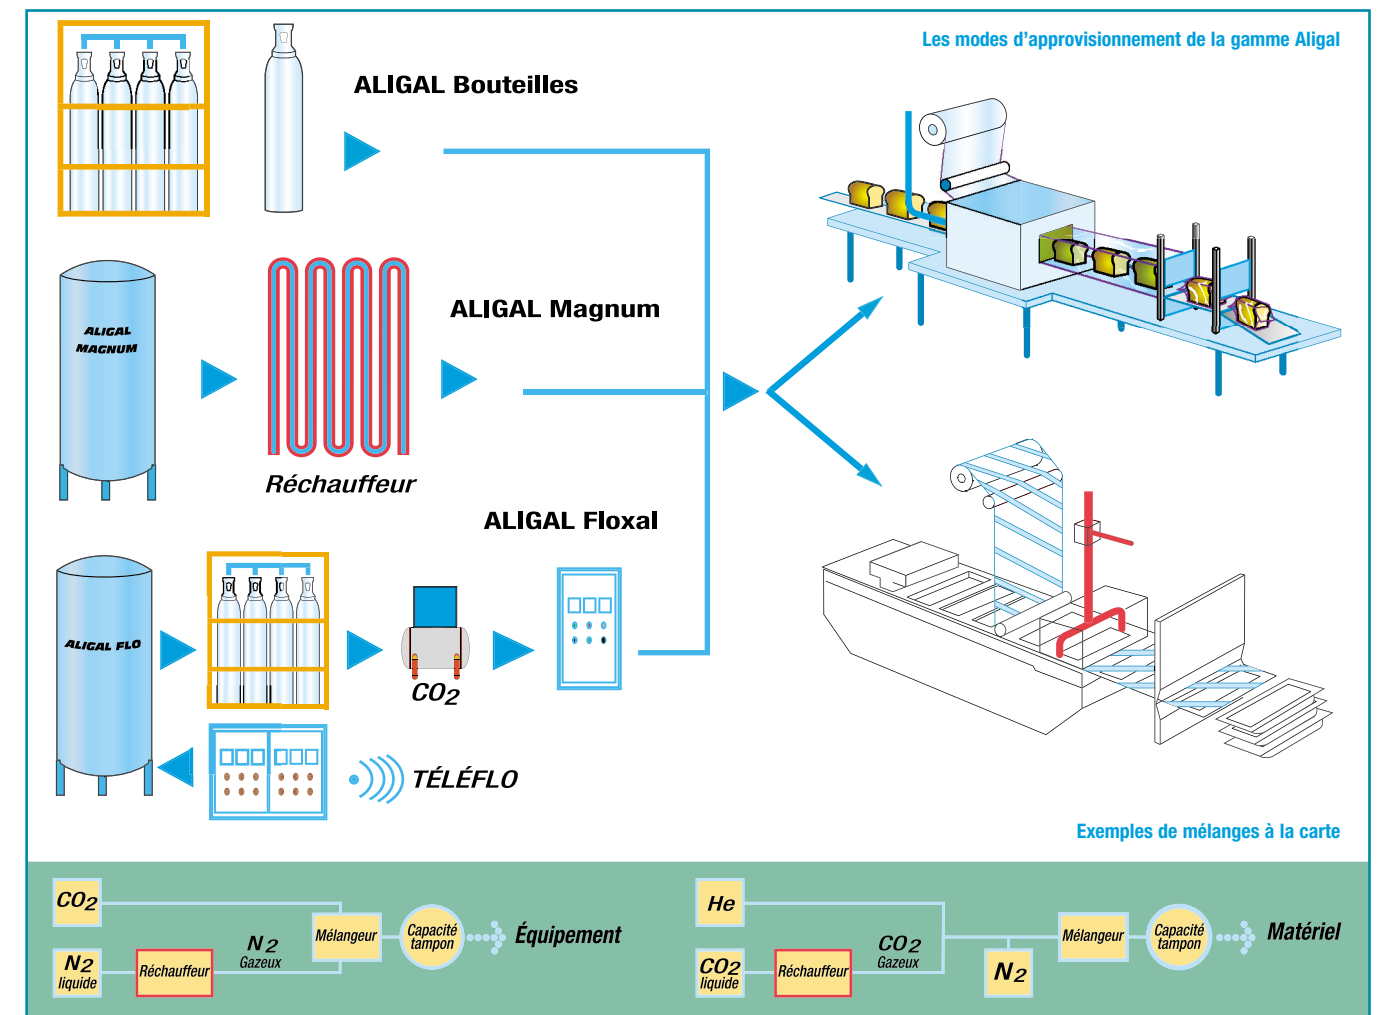 Les modes d'approvisionnement de la gamme Aligal
ALIGAL Bouteilles
ALIGAL
MAGNUM
ALIGAL Magnum
Réchauffeur
ALIGAL Floxal
ALIGAL FLO
CO2
TÉLÉFLO
Exemples de mélanges à la carte
CO2
N2
liquide
Réchauffeur
N2
Gazeux
Mélangeur
Capacité
tampon
Équipement
He
CO2
liquide
Réchauffeur
CO2
Gazeux
N2
Mélangeur
Capacité
tampon
Matériel